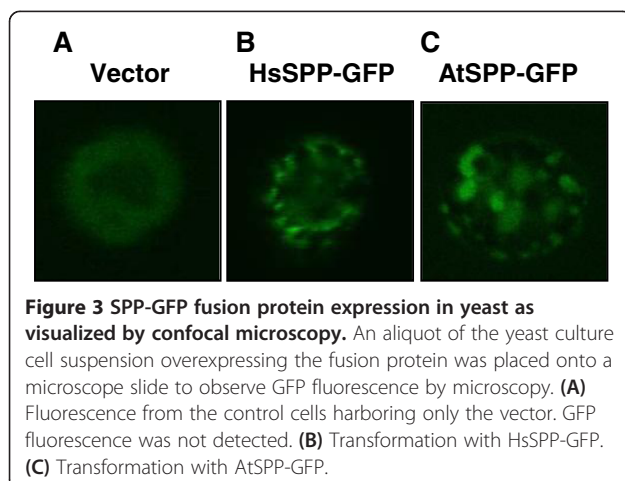 A B C
Vector HsSPP-GFP AtSPP-GFP
Figure 3 SPP-GFP fusion protein expression in yeast as
visualized by confocal microscopy. An aliquot of the yeast culture
cell suspension overexpressing the fusion protein was placed onto a
microscope slide to observe GFP fluorescence by microscopy. (A)
Fluorescence from the control cells harboring only the vector. GFP
fluorescence was not detected. (B) Transformation with HsSPP-GFP.
(C) Transformation with AtSPP-GFP.